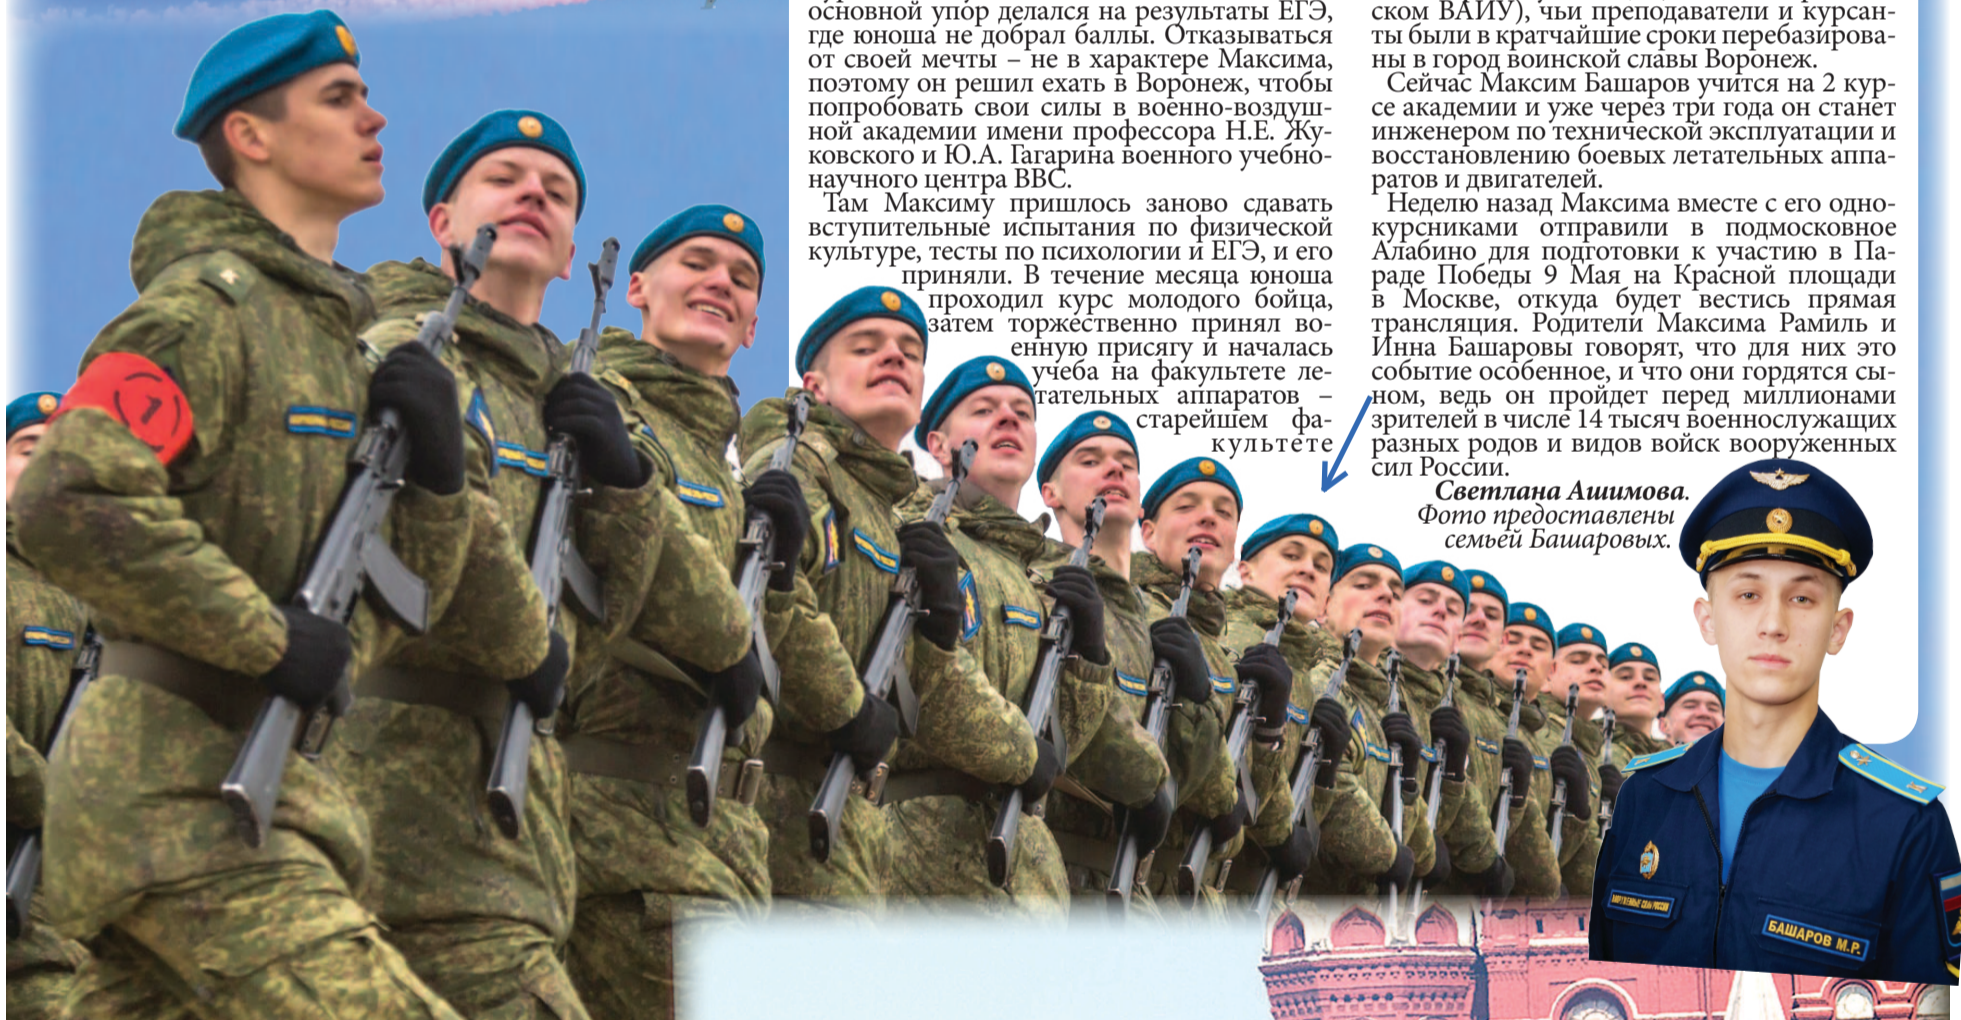 основной упор делался на результаты ЕГЭ,
где юноша не добрал баллы. Отказываться
от своей мечты – не в характере Максима,
поэтому он решил ехать в Воронеж, чтобы
попробовать свои силы в военно-воздуш-
ной академии имени профессора Н.Е. Жу-
ковского и Ю.А. Гагарина военного учебно-
научного центра ВВС.
Там Максиму пришлось заново сдавать
вступительные испытания по физической
культуре, тесты по психологии и ЕГЭ, и его
приняли. В течение месяца юноша
проходил курс молодого бойца,
затем торжественно принял во-
енную присягу и началась
учеба на факультете ле-
тательных аппаратов –
старейшем фа-
культете
ском ВАИУ), чьи преподаватели и курсан-
ты были в кратчайшие сроки перебазирова-
ны в город воинской славы Воронеж.
Сейчас Максим Башаров учится на 2 кур-
се академии и уже через три года он станет
инженером по технической эксплуатации и
восстановлению боевых летательных аппа-
ратов и двигателей.
Неделю назад Максима вместе с его одно-
курсниками отправили в подмосковное
Алабино для подготовки к участию в Па-
раде Победы 9 Мая на Красной площади
в Москве, откуда будет вестись прямая
трансляция. Родители Максима Рамиль и
Инна Башаровы говорят, что для них это
событие особенное, и что они гордятся сы-
ном, ведь он пройдет перед миллионами
зрителей в числе 14 тысяч военнослужащих
разных родов и видов войск вооруженных
сил России.
Светлана Ашимова.
Фото предоставлены
семьей Башаровых.
1
ВООРУЖЕННЫЕ СИЛЫ РОССИИ
БАШАРОВ М.Р.